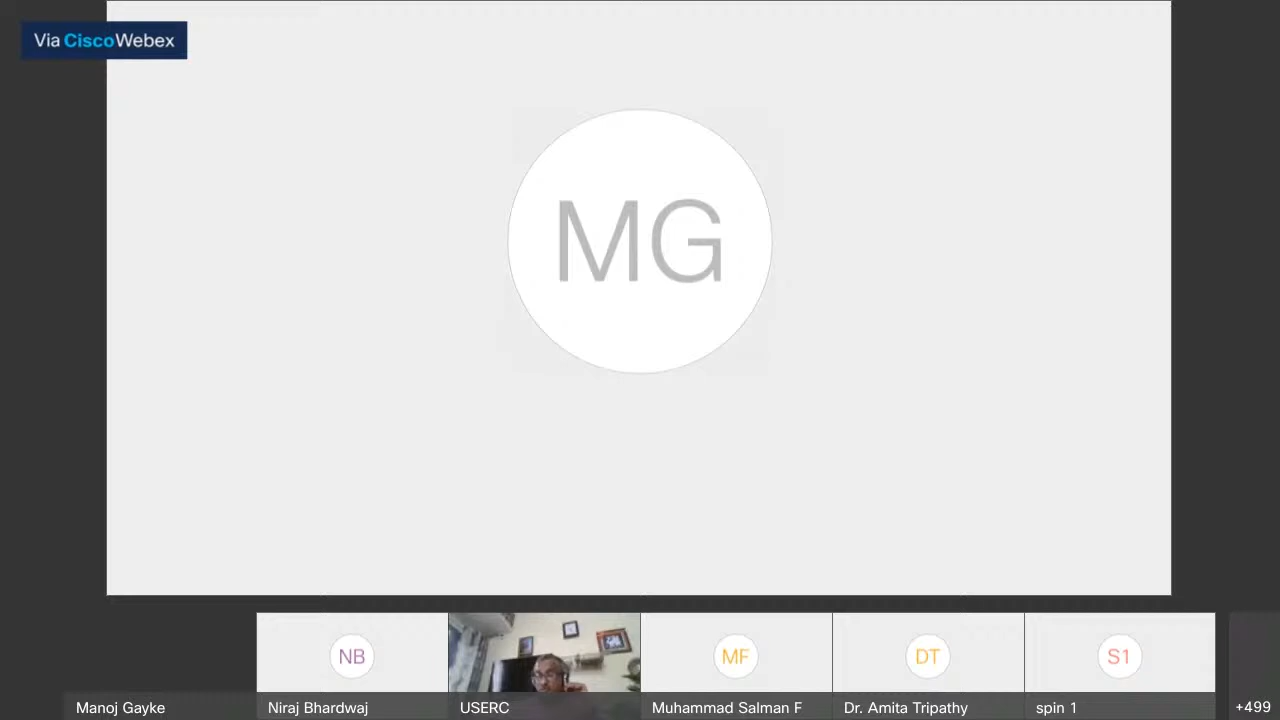 Via CiscoWebex
MG
NB
MF
DT
S1
Manoj Gayke
Niraj Bhardwaj
USERC
Muhammad Salman F
Dr. Amita Tripathy
spin 1
+499